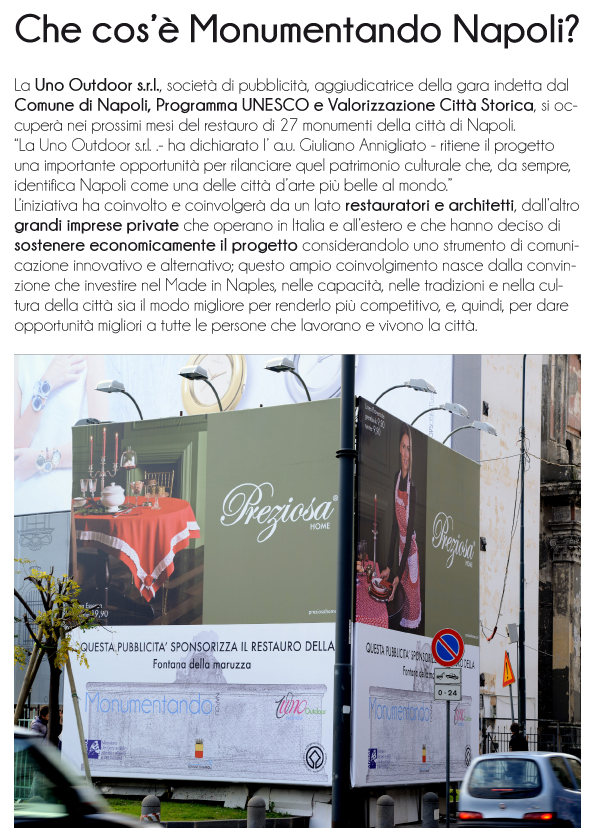 Che cos'è Monumentando Napoli?
La Uno Outdoor s.r.l., società di pubblicità, aggiudicatrice della gara indetta dal
Comune di Napoli, Programma UNESCO e Valorizzazione Città Storica, si oc-
cuperà nei prossimi mesi del restauro di 27 monumenti della città di Napoli.
"La Uno Outdoor s.r.l. .- ha dichiarato l' a.u. Giuliano Annigliato - ritiene il progetto
una importante opportunità per rilanciare quel patrimonio culturale che, da sempre,
identifica Napoli come una delle città d'arte più belle al mondo."
L'iniziativa ha coinvolto e coinvolgerà da un lato restauratori e architetti, dall'altro
grandi imprese private che operano in Italia e all'estero e che hanno deciso di
sostenere economicamente il progetto considerandolo uno strumento di comuni-
cazione innovativo e alternativo; questo ampio coinvolgimento nasce dalla convin-
zione che investire nel Made in Naples, nelle capacità, nelle tradizioni e nella cul-
tura della città sia il modo migliore per renderlo più competitivo, e, quindi, per dare
opportunità migliori a tutte le persone che lavorano e vivono la città.
Preziosa®
HOME
19,90
QUESTA PUBBLICITA' SPONSORIZZA IL RESTAURO DELLA
Fontana della maruzza
Monumentando
NAPOLI
Uno
Outdoor
9,90
9,90
Preziosa
HOME
QUESTA PUBBLICITA' SPONSORIZZA DELLA
Fontana della
Monumentando
0-24